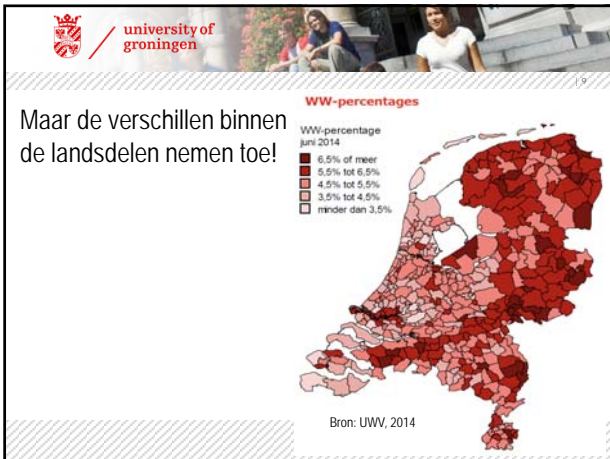 university of
groningen
| 9
Maar de verschillen binnen
de landsdelen nemen toe!
WW-percentages
WW-percentage
juni 2014
6,5% of meer
5,5% tot 6,5%
4,5% tot 5,5%
3,5% tot 4,5%
minder dan 3,5%
Bron: UWV, 2014